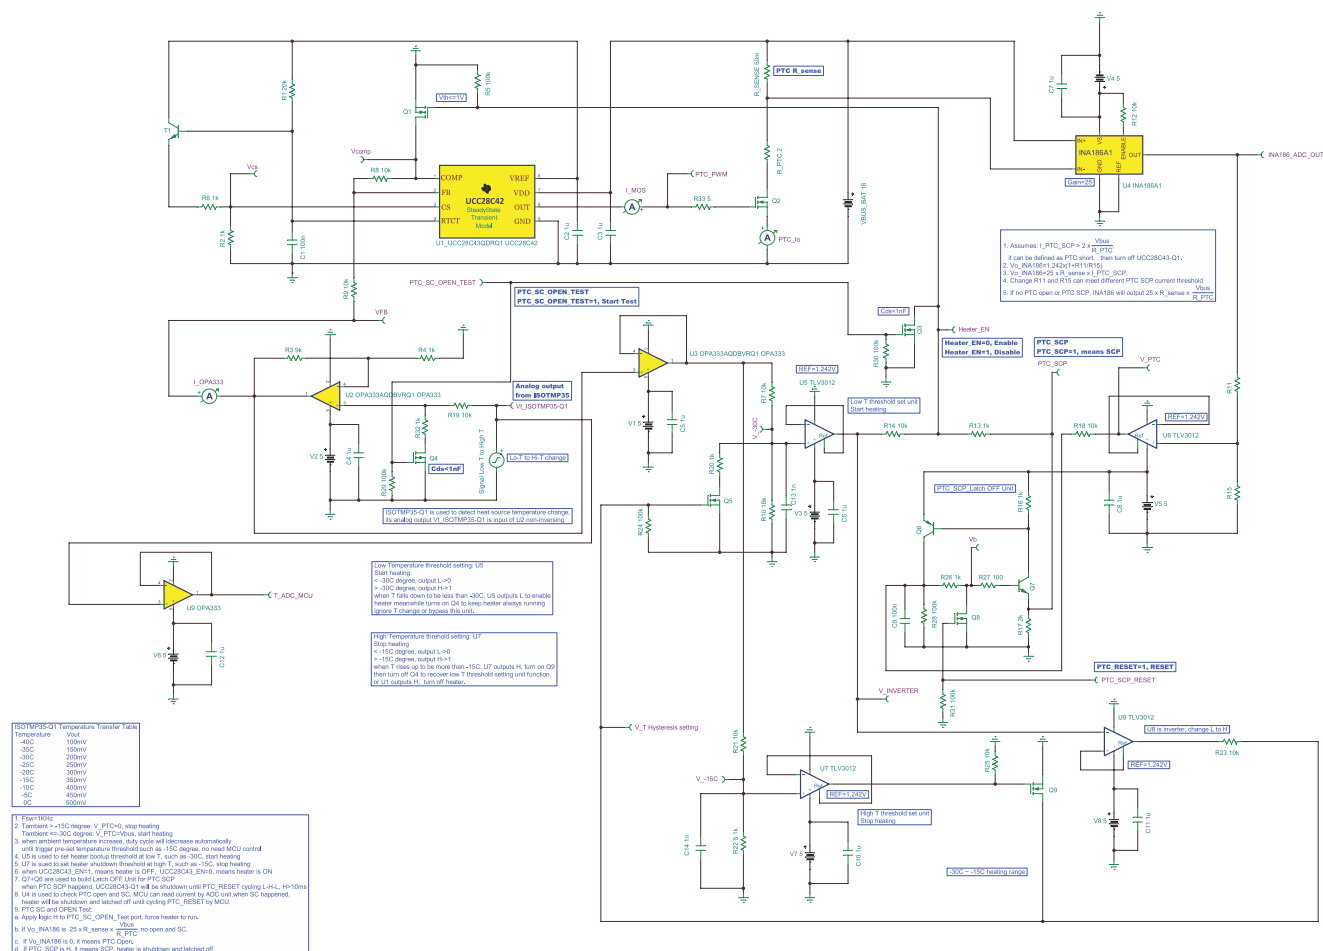 R1 20k
T1
Vcs
R6 1k
R2 1k
C1 100n
Vcomp
R8 10k
Q1
Vth<=1V
R5 100k
COMP
FB
CS
RTCT
VREF
VDD
OUT
GND
UCC28C42
SteadyState
Transient
Model
U1_UCC28C43QDRQ1 UCC28C42
C2 1u
C3 1u
I_MOS
PTC_PWM
R33 5
Q2
PTC_Io
R_SENSE 50m
PTC R_sense
R_PTC 2
VBUS_BAT 16
C7 1u
V4 5
R12 10k
IN+
IN-
VS
ENABLE
INA186A1
OUT
GND
REF
Gain=25
U4 INA186A1
INA186_ADC_OUT
1. Assumes: I_PTC_SCP > 2 x Vbus
R_PTC
it can be defined as PTC short, then turn off UCC28C43-Q1.
2. Vo_INA186=1.242x(1+R11/R15)
3. Vo_INA186=25 x R_sense x I_PTC_SCP,
4. Change R11 and R15 can meet different PTC SCP current threshold
5. If no PTC open or PTC SCP, INA186 will output 25 x R_sense x Vbus
R_PTC
R9 10k
VFB
PTC_SC_OPEN_TEST
PTC_SC_OPEN_TEST
PTC_SC_OPEN_TEST=1, Start Test
R3 9k
R4 1k
I_OPA333
U2 OPA333AQDBVRQ1 OPA333
V2 5
C4 1u
R29 100k
R32 1k
Q4
Cds<1nF
R19 10k
Analog output
from ISOTMP35
Vt_ISOTMP35-Q1
Signal Low T to High T
Lo-T to Hi-T change
ISOTMP35-Q1 is used to detect heat source temperature change,
its analog output Vt_ISOTMP35-Q1 is input of U2 non-inversing
U3 OPA333AQDBVRQ1 OPA333
V1 5
C5 1u
R7 10k
V_-30C
R20 1k
Q5
R24 100k
R10 16k
C13 1n
REF=1.242V
U5 TLV3012
Low T threshold set unit
Start heating
Ref
V3 5
C6 1u
R14 10k
R13 1k
Cds<1nF
Q3
R30 100k
Heater_EN
Heater_EN=0, Enable
Heater_EN=1, Disable
PTC_SCP
PTC_SCP=1, means SCP
PTC_SCP
V_PTC
R18 10k
REF=1.242V
Ref
U6 TLV3012
R11
R15
PTC_SCP_Latch OFF Unit
R16 1k
C8 1u
V5 5
Q6
Vb
R26 1k
R27 100
Q7
C9 100n
R28 100k
Q8
R17 2k
PTC_RESET=1, RESET
PTC_SCP_RESET
R31 100k
V_INVERTER
U9 OPA333
T_ADC_MCU
V6 5
C12 1u
Low Temperature threshold setting: U5
Start heating
< -30C degree, output L->0
> -30C degree, output H->1
when T falls down to be less than -30C, U5 outputs L to enable
heater meanwhile turns on Q4 to keep heater always running
ignore T change or bypass this unit.
High Temperature threhold setting: U7
Stop heating
< -15C degree, output L->0
> -15C degree, output H->1
when T rises up to be more than -15C, U7 outputs H, turn on Q9
then turn off Q4 to recover low T threshold setting unit function,
or U1 outputs H, turn off heater.
V_T Hysteresis setting
R21 10k
V_-15C
C14 1n
R22 5.1k
U7 TLV3012
Ref
REF=1.242V
V7 5
C10 1u
High T threshold set unit
Stop heating
R25 10k
Q9
U8 TLV3012
U8 is inverter, change L to H
Ref
REF=1.242V
R23 10k
V8 5
C11 1u
-30C ~ -15C heating range
ISOTMP35-Q1 Temperature Transfer Table
Temperature Vout
-40C 100mV
-35C 150mV
-30C 200mV
-25C 250mV
-20C 300mV
-15C 350mV
-10C 400mV
-5C 450mV
0C 500mV
1. Fsw=1KHz
2. Tambient > -15C degree: V_PTC=0, stop heating
Tambient <=-30C degree: V_PTC=Vbus, start heating
3. when ambient temperature increase, duty cycle will idecrease automatically
until trigger pre-set tamparature threshold such as -15C degree, no need MCU control
4. U5 is used to set heater bootup threshold at low T, such as -30C, start heating
5. U7 is sued to set heater shutdown threshold at high T, such as -15C, stop heating
6. when UCC28C43_EN=1, means heater is OFF, UCC28C43_EN=0, means heater is ON
7. Q7+Q6 are used to build Latch OFF Unit for PTC SCP
when PTC SCP happend, UCC28C43-Q1 will be shutdown until PTC_RESET cycling L-H-L, H>10ms
8. U4 is used to check PTC open and SC, MCU can read current by ADC unit,when SC happened,
heater will be shutdown and latched off until cycling PTC_RESET by MCU.
9. PTC SC and OPEN Test:
a. Apply logic H to PTC_SC_OPEN_Test port, force heater to run.
b. If Vo_INA186 is 25 x R_sense x Vbus
R_PTC no open and SC.
c. If Vo_INA186 is 0, it means PTC Open.
d. If PTC_SCP is H, it means SCP, heater is shutdown and latched off.